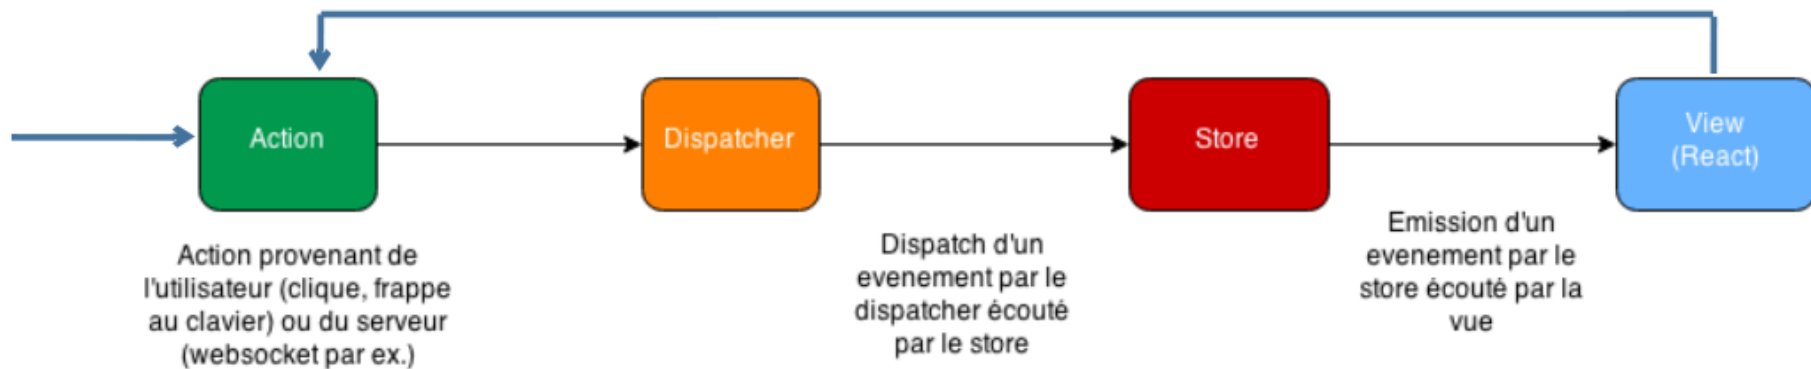 Action
Dispatcher
Store
View
(React)
Action provenant de
l'utilisateur (clique, frappe
au clavier) ou du serveur
(websocket par ex.)
Dispatch d'un
evenement par le
dispatcher écouté
par le store
Emission d'un
evenement par le
store écouté par la
vue